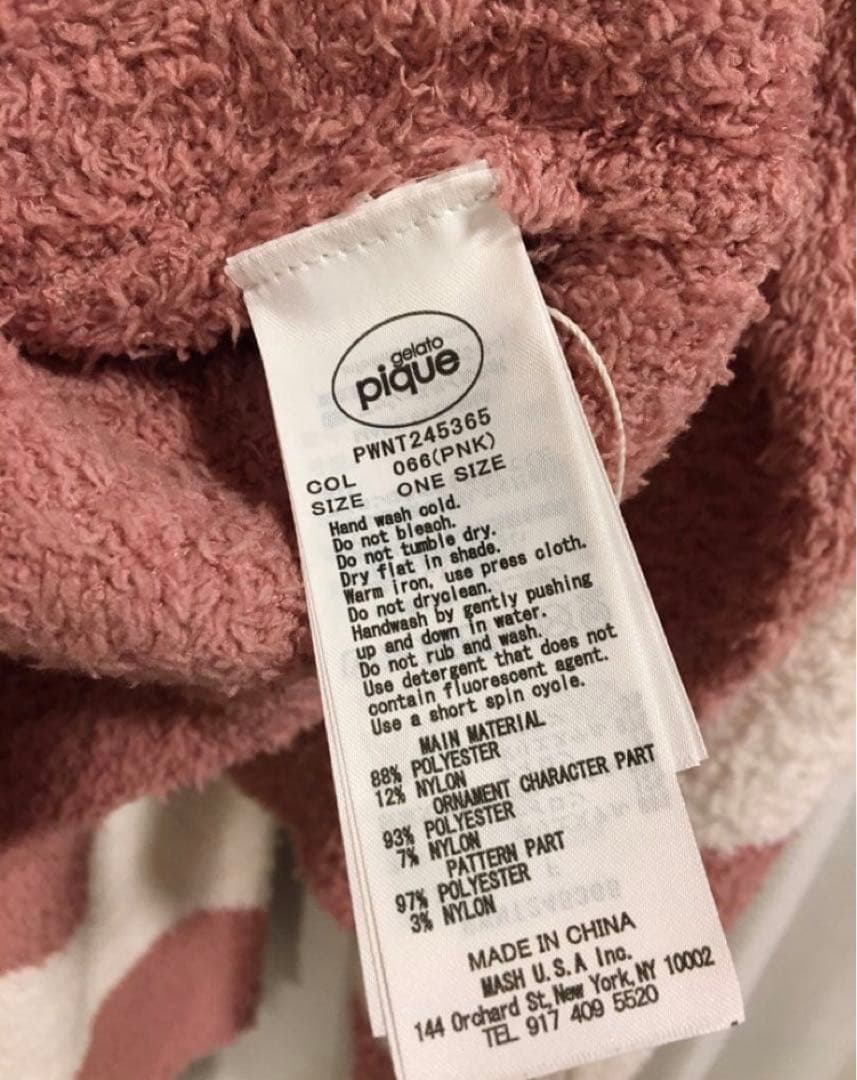 gelato
pique
PWNT245365
COL 066(PNK)
SIZE ONE SIZE
Hand wash cold.
Do not bleach.
Do not tumble dry.
Dry flat in shade.
Warm iron, use press cloth.
Do not dryclean.
Handwash by gently pushing
up and down in water.
Do not rub and wash.
Use detergent that does not
contain fluorescent agent.
Use a short spin cycle.
MAIN MATERIAL
88% POLYESTER
12% NYLON
ORNAMENT CHARACTER PART
93% POLYESTER
7% NYLON
PATTERN PART
97% POLYESTER
3% NYLON
MADE IN CHINA
MASH U.S.A Inc.
144 Orchard St, New York, NY 10002
TEL 917 409 5520